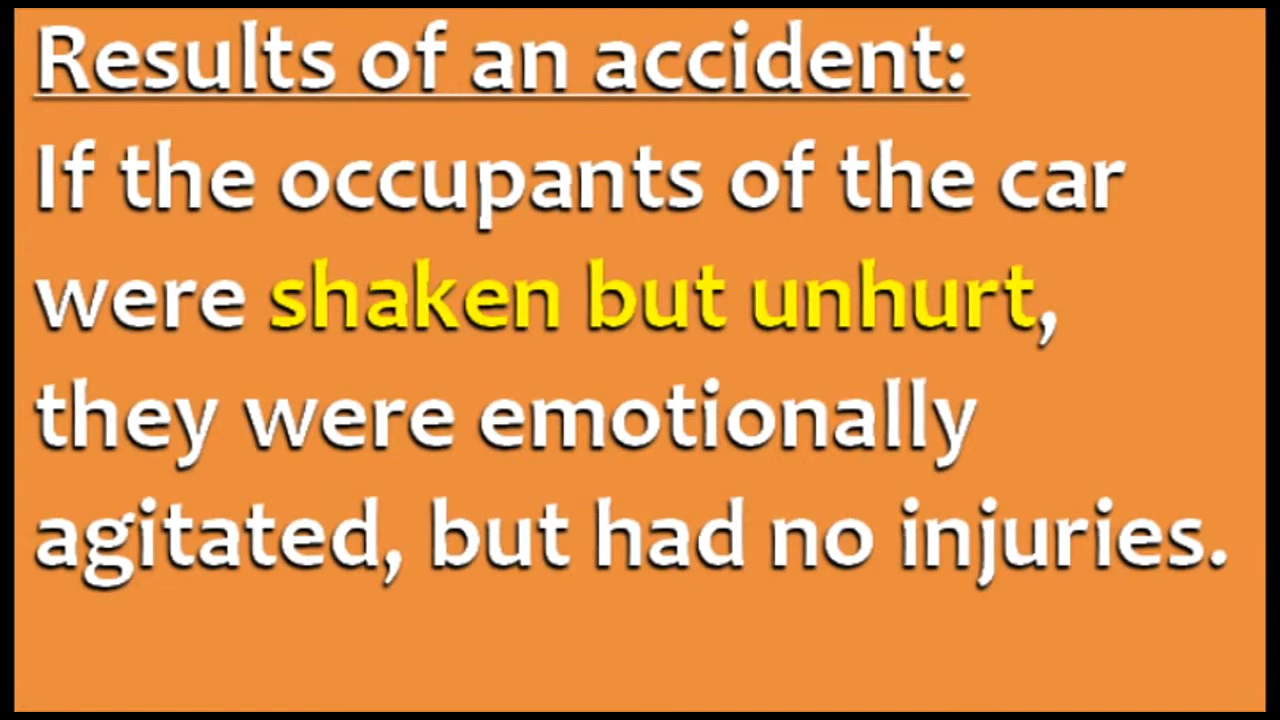 Results of an accident:
If the occupants of the car
were shaken but unhurt,
they were emotionally
agitated, but had no injuries.